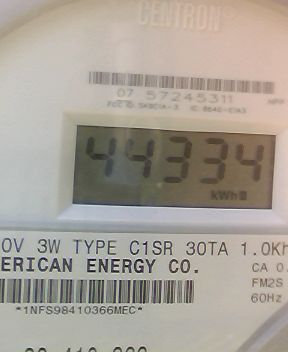 CENTRON
07 57245311
44334
kWh
0V 3W TYPE C1SR 30TA 1.0Kh
ERICAN ENERGY CO.
CA 0.
FM2S
60Hz
*1NFS98410366MEC*